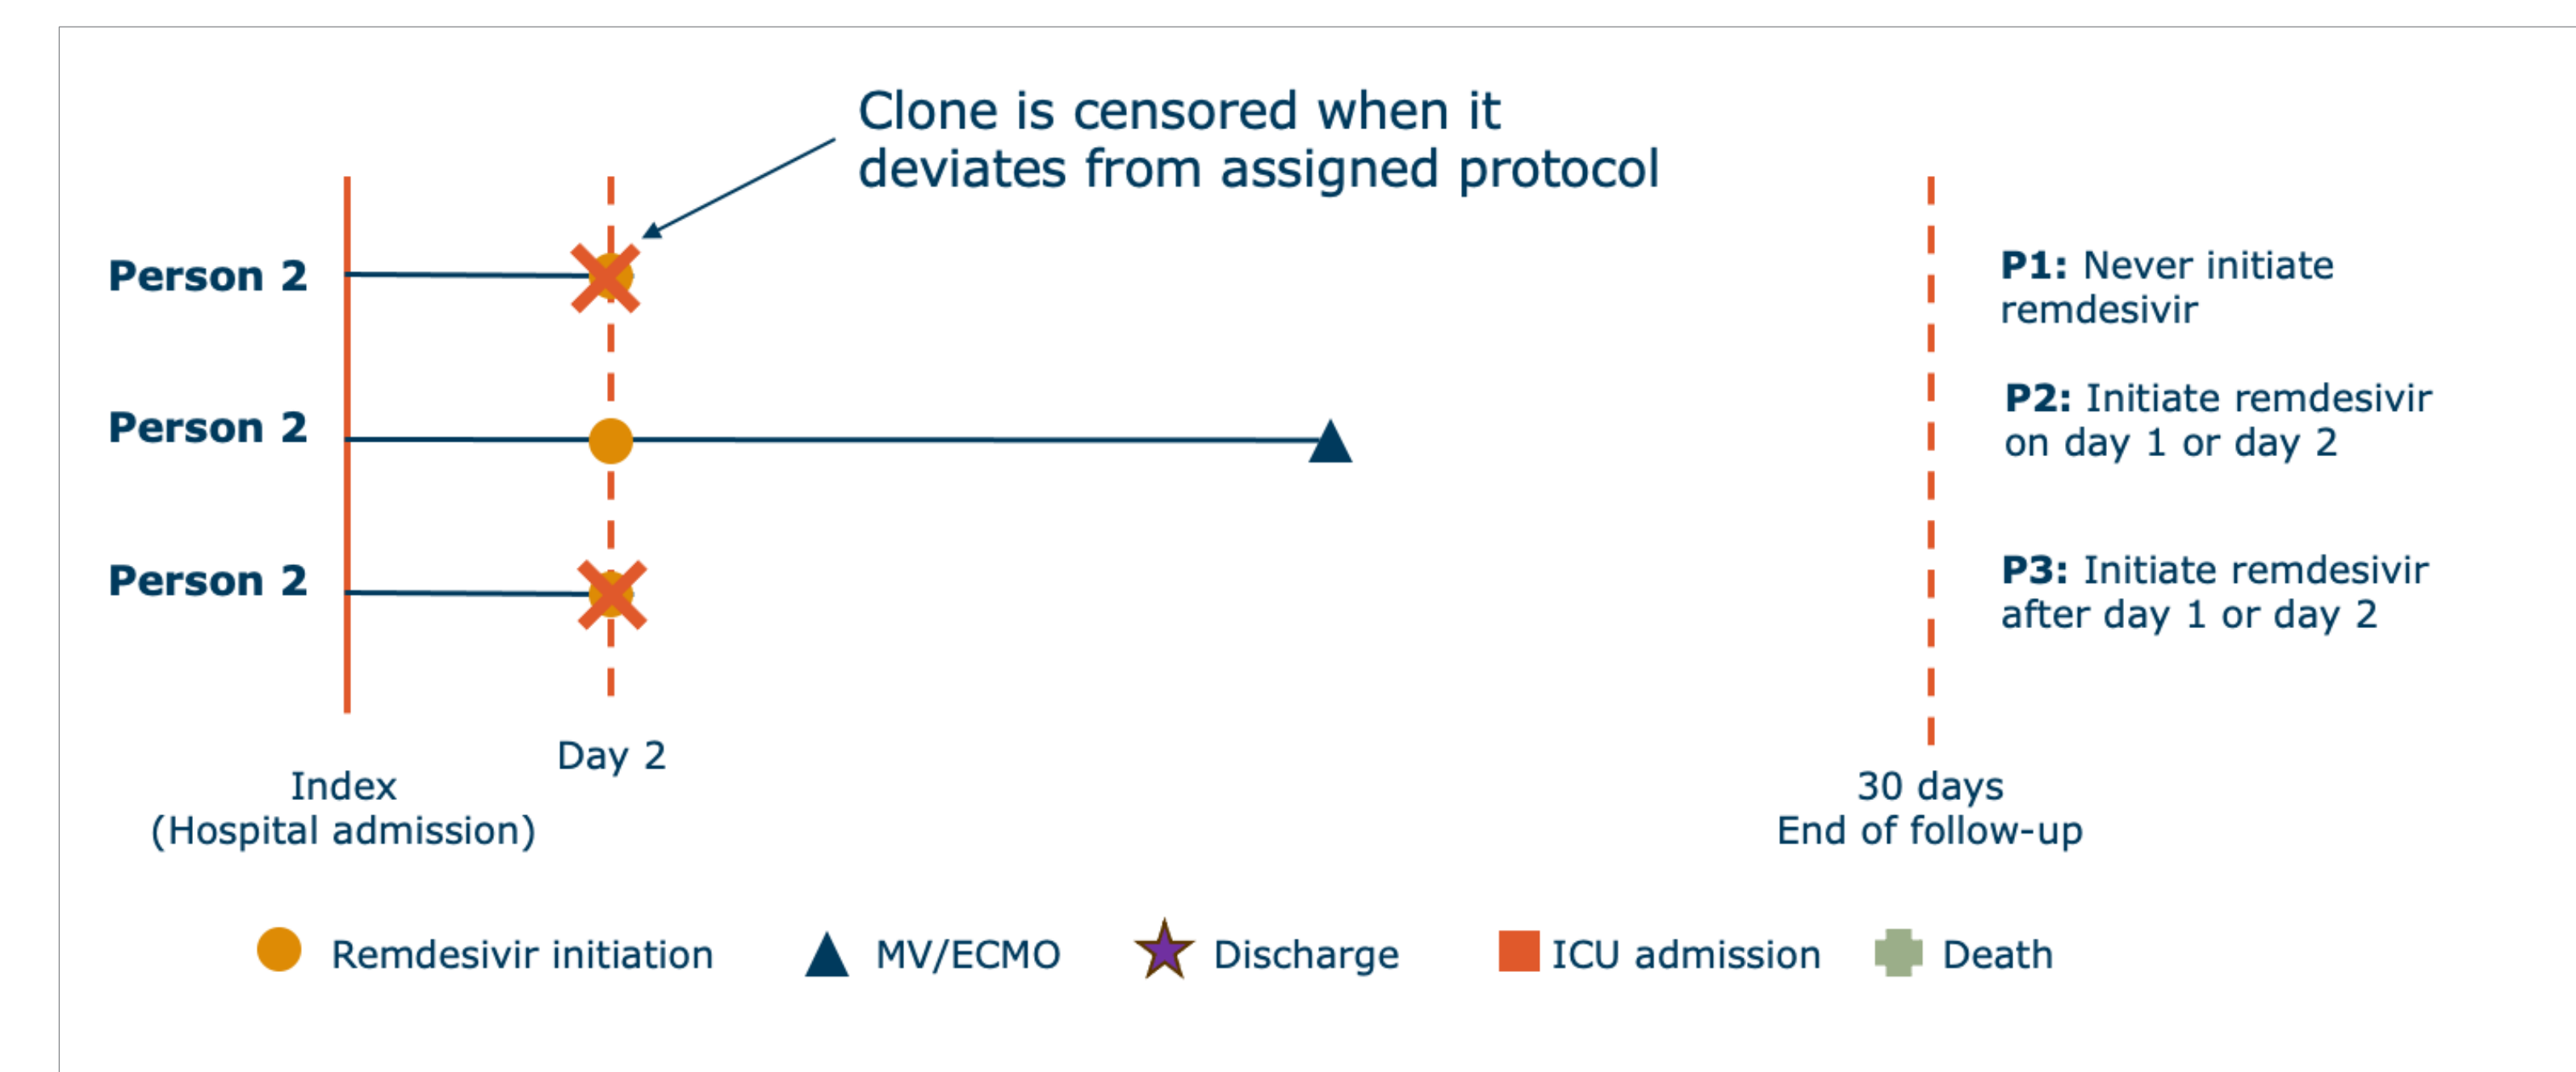 Clone is censored when it
deviates from assigned protocol
Person 2
P1: Never initiate
remdesivir
Person 2
P2: Initiate remdesivir
on day 1 or day 2
Person 2
P3: Initiate remdesivir
after day 1 or day 2
Day 2
Index
(Hospital admission)
30 days
End of follow-up
Remdesivir initiation
MV/ECMO
Discharge
ICU admission
Death